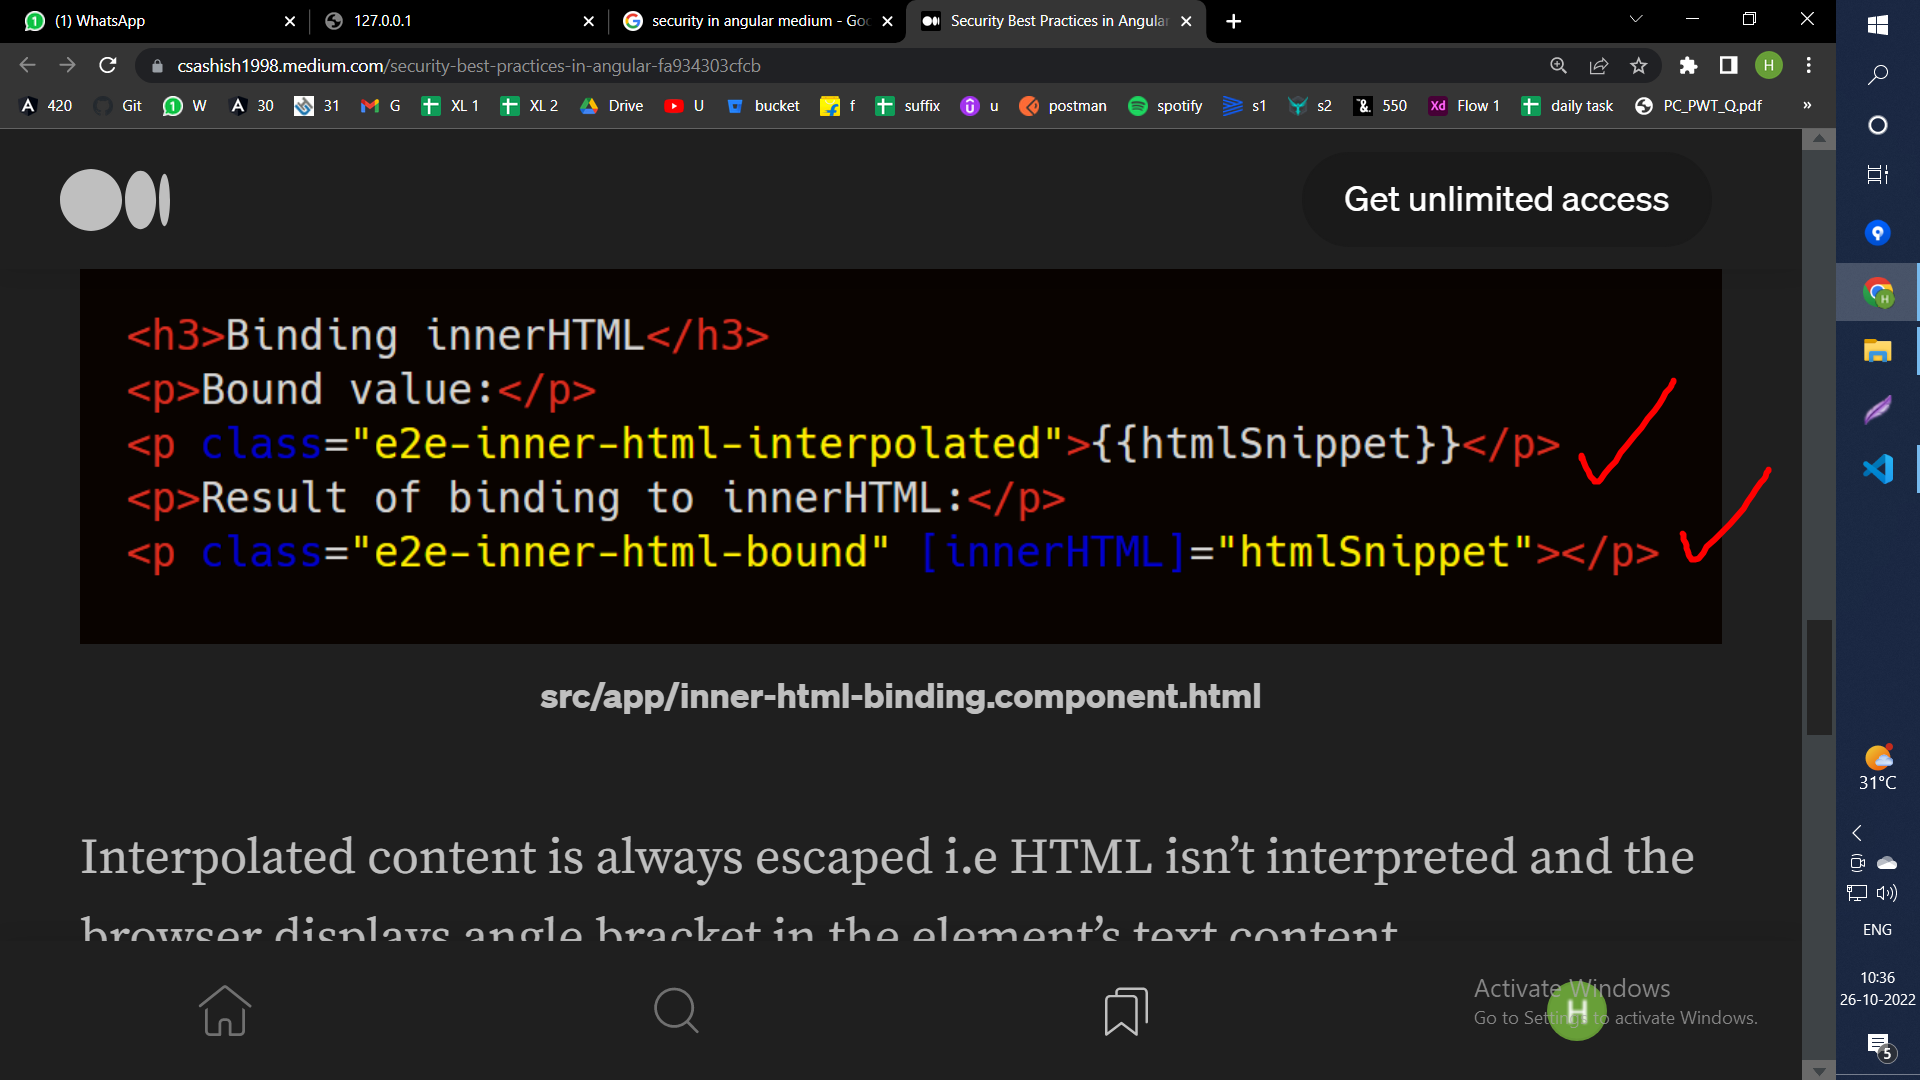 (1) WhatsApp
127.0.0.1
security in angular medium - Goo
Security Best Practices in Angular
csashish1998.medium.com/security-best-practices-in-angular-fa934303cfcb
H
420
Git
W
30
31
G
XL 1
XL 2
Drive
U
bucket
f
suffix
u
postman
spotify
s1
s2
550
Xd
Flow 1
daily task
PC_PWT_Q.pdf
»
Get unlimited access
<h3>Binding innerHTML</h3>
<p>Bound value:</p>
<p class="e2e-inner-html-interpolated">{{htmlSnippet}}</p>
<p>Result of binding to innerHTML:</p>
<p class="e2e-inner-html-bound" [innerHTML]="htmlSnippet"></p>
src/app/inner-html-binding.component.html
Interpolated content is always escaped i.e HTML isn’t interpreted and the
browser displays angle bracket in the element’s text content
Activate Windows
Go to Settings to activate Windows.
H
31°C
ENG
10:36
26-10-2022
5